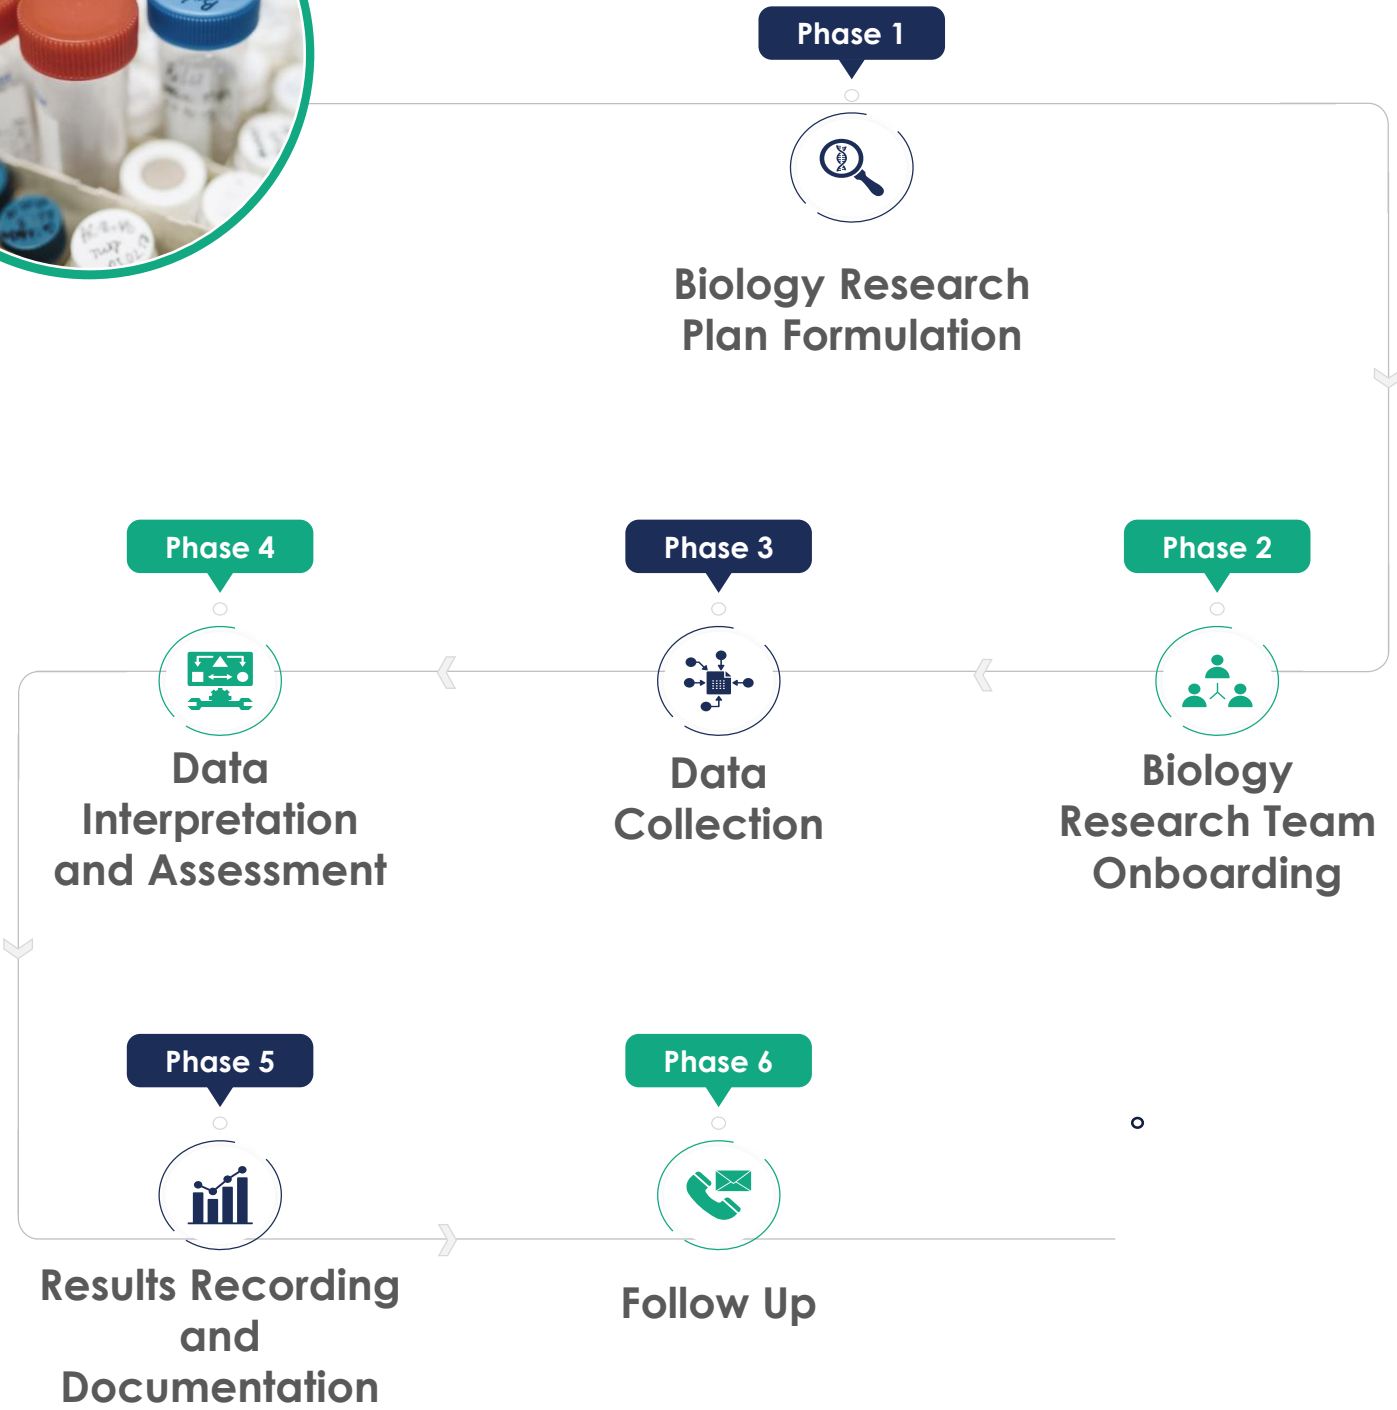 Phase 1
Biology Research
Plan Formulation
Phase 2
Biology
Research Team
Onboarding
Phase 3
Data
Collection
Phase 4
Data
Interpretation
and Assessment
Phase 5
Results Recording
and
Documentation
Phase 6
Follow Up